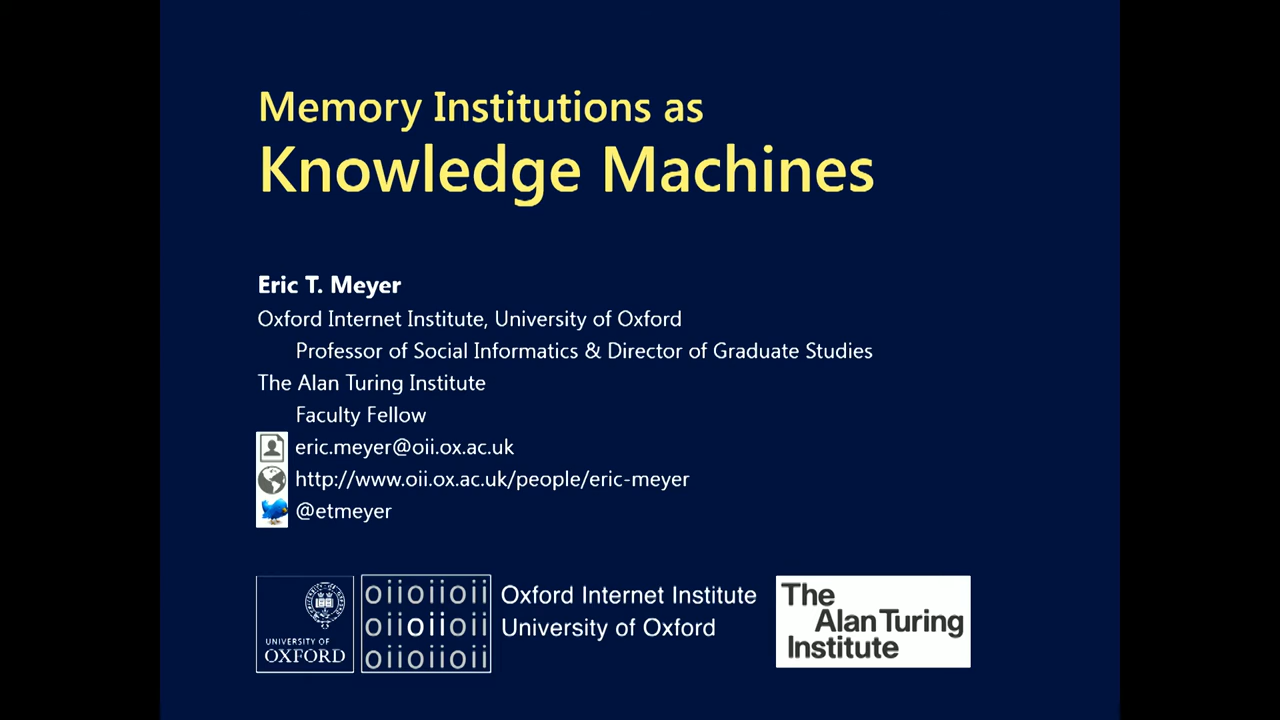 Memory Institutions as
Knowledge Machines
Eric T. Meyer
Oxford Internet Institute, University of Oxford
Professor of Social Informatics & Director of Graduate Studies
The Alan Turing Institute
Faculty Fellow
eric.meyer@oii.ox.ac.uk
http://www.oii.ox.ac.uk/people/eric-meyer
@etmeyer
UNIVERSITY OF
OXFORD
oiioiioii
oiioiioii
oiioiioii
Oxford Internet Institute
University of Oxford
The
Alan Turing
Institute